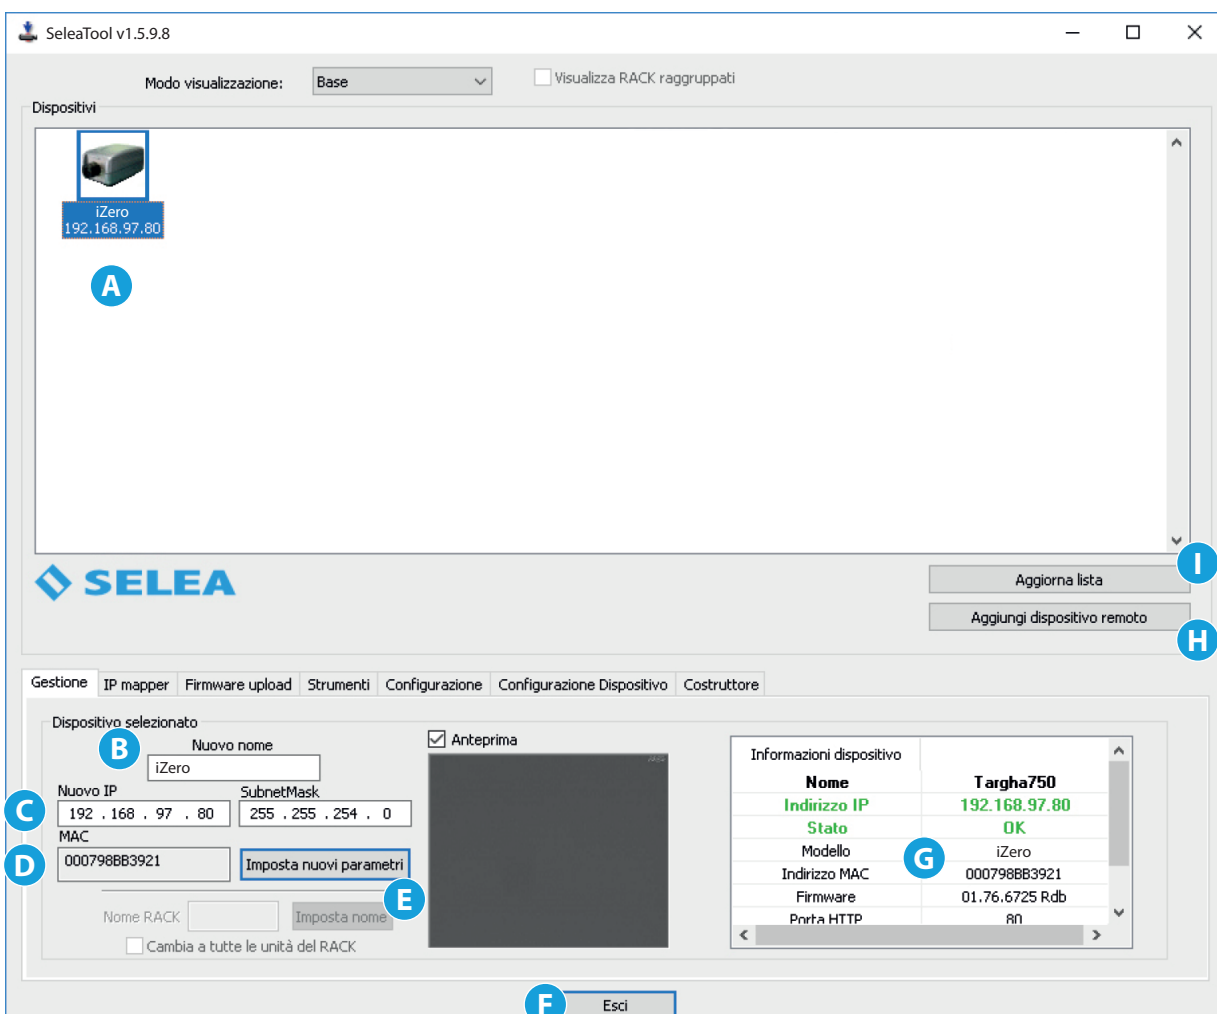 SeleaTool v1.5.9.8
Modo visualizzazione: Base Visualizza RACK raggruppati
Dispositivi
iZero
192.168.97.80
A
I
SELEA
Aggiorna lista
Aggiungi dispositivo remoto
H
Gestione IP mapper Firmware upload Strumenti Configurazione Configurazione Dispositivo Costruttore
Dispositivo selezionato
B
Nuovo nome
iZero
Nuovo IP SubnetMask
C
192 . 168 . 97 . 80 255 . 255 . 254 . 0
MAC
D
000798BB3921 Imposta nuovi parametri
E
Nome RACK Imposta nome
Cambia a tutte le unità del RACK
Anteprima
Informazioni dispositivo
Nome Targha750
Indirizzo IP 192.168.97.80
Stato OK
Modello iZero
G
Indirizzo MAC 000798BB3921
Firmware 01.76.6725 Rdb
Porta HTTP 80
F
Esci